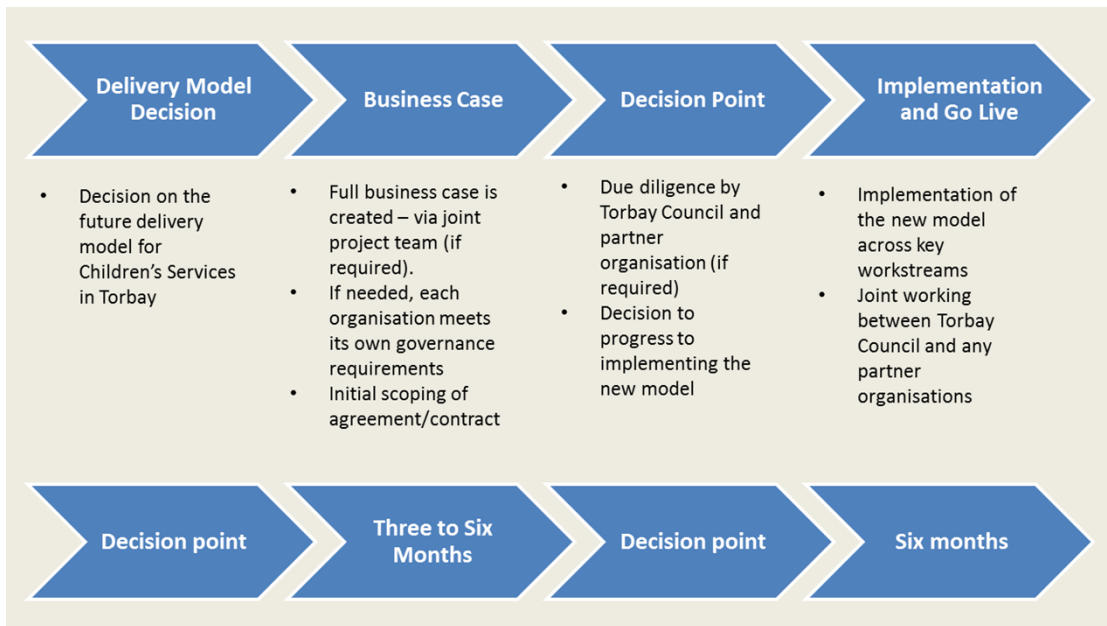 Delivery Model
Decision
Business Case
Decision Point
Implementation
and Go Live
• Decision on the
future delivery
model for
Children’s Services
in Torbay
• Full business case is
created – via joint
project team (if
required).
• If needed, each
organisation meets
its own governance
requirements
• Initial scoping of
agreement/contract
• Due diligence by
Torbay Council and
partner
organisation (if
required)
• Decision to
progress to
implementing the
new model
• Implementation of
the new model
across key
workstreams
• Joint working
between Torbay
Council and any
partner
organisations
Decision point
Three to Six
Months
Decision point
Six months